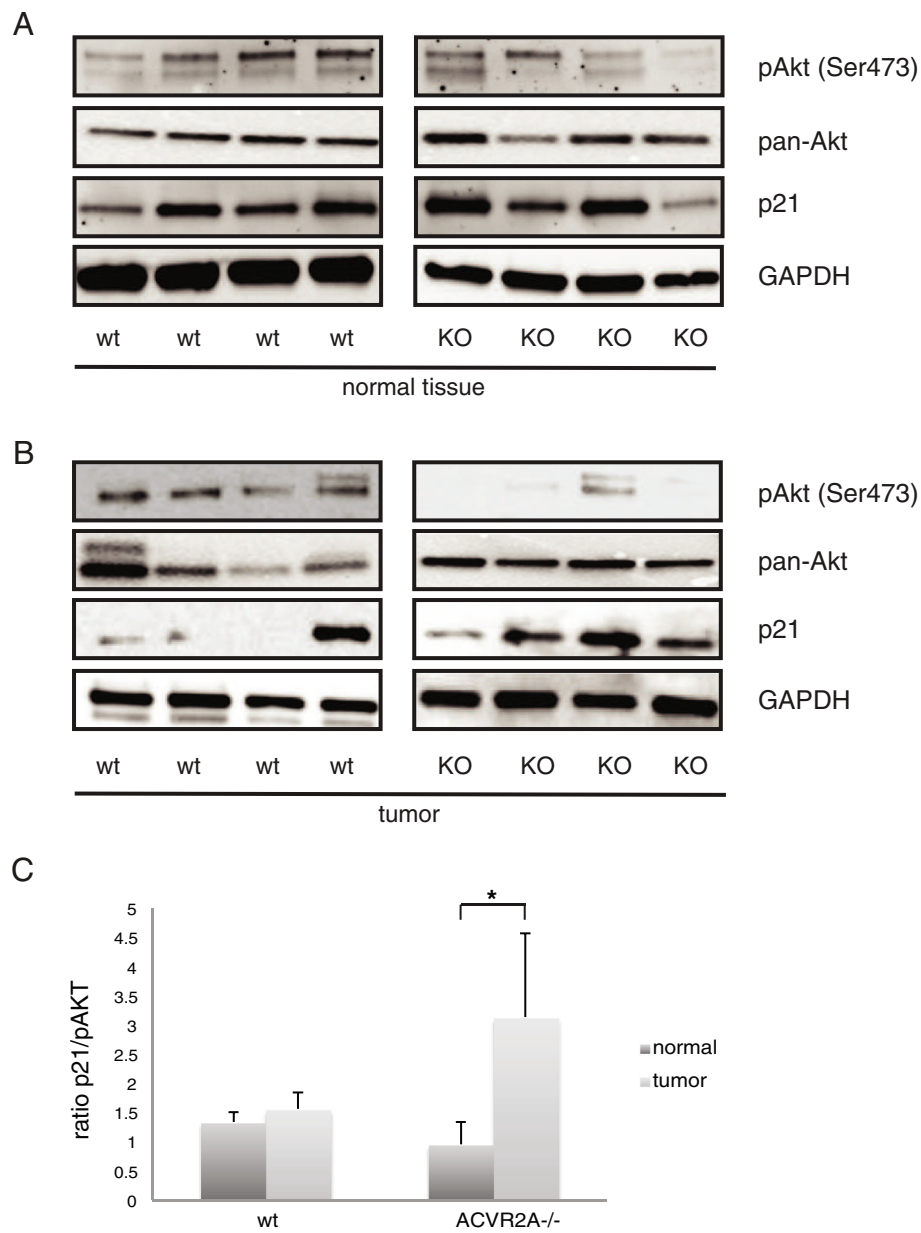 A
pAkt (Ser473)
pan-Akt
p21
GAPDH
wt wt wt wt KO KO KO KO
normal tissue
B
pAkt (Ser473)
pan-Akt
p21
GAPDH
wt wt wt wt KO KO KO KO
tumor
C
*
5
4.5
4
3.5
3
2.5
2
1.5
1
0.5
0
ratio p21/pAKT
normal
tumor
wt ACVR2A-/-